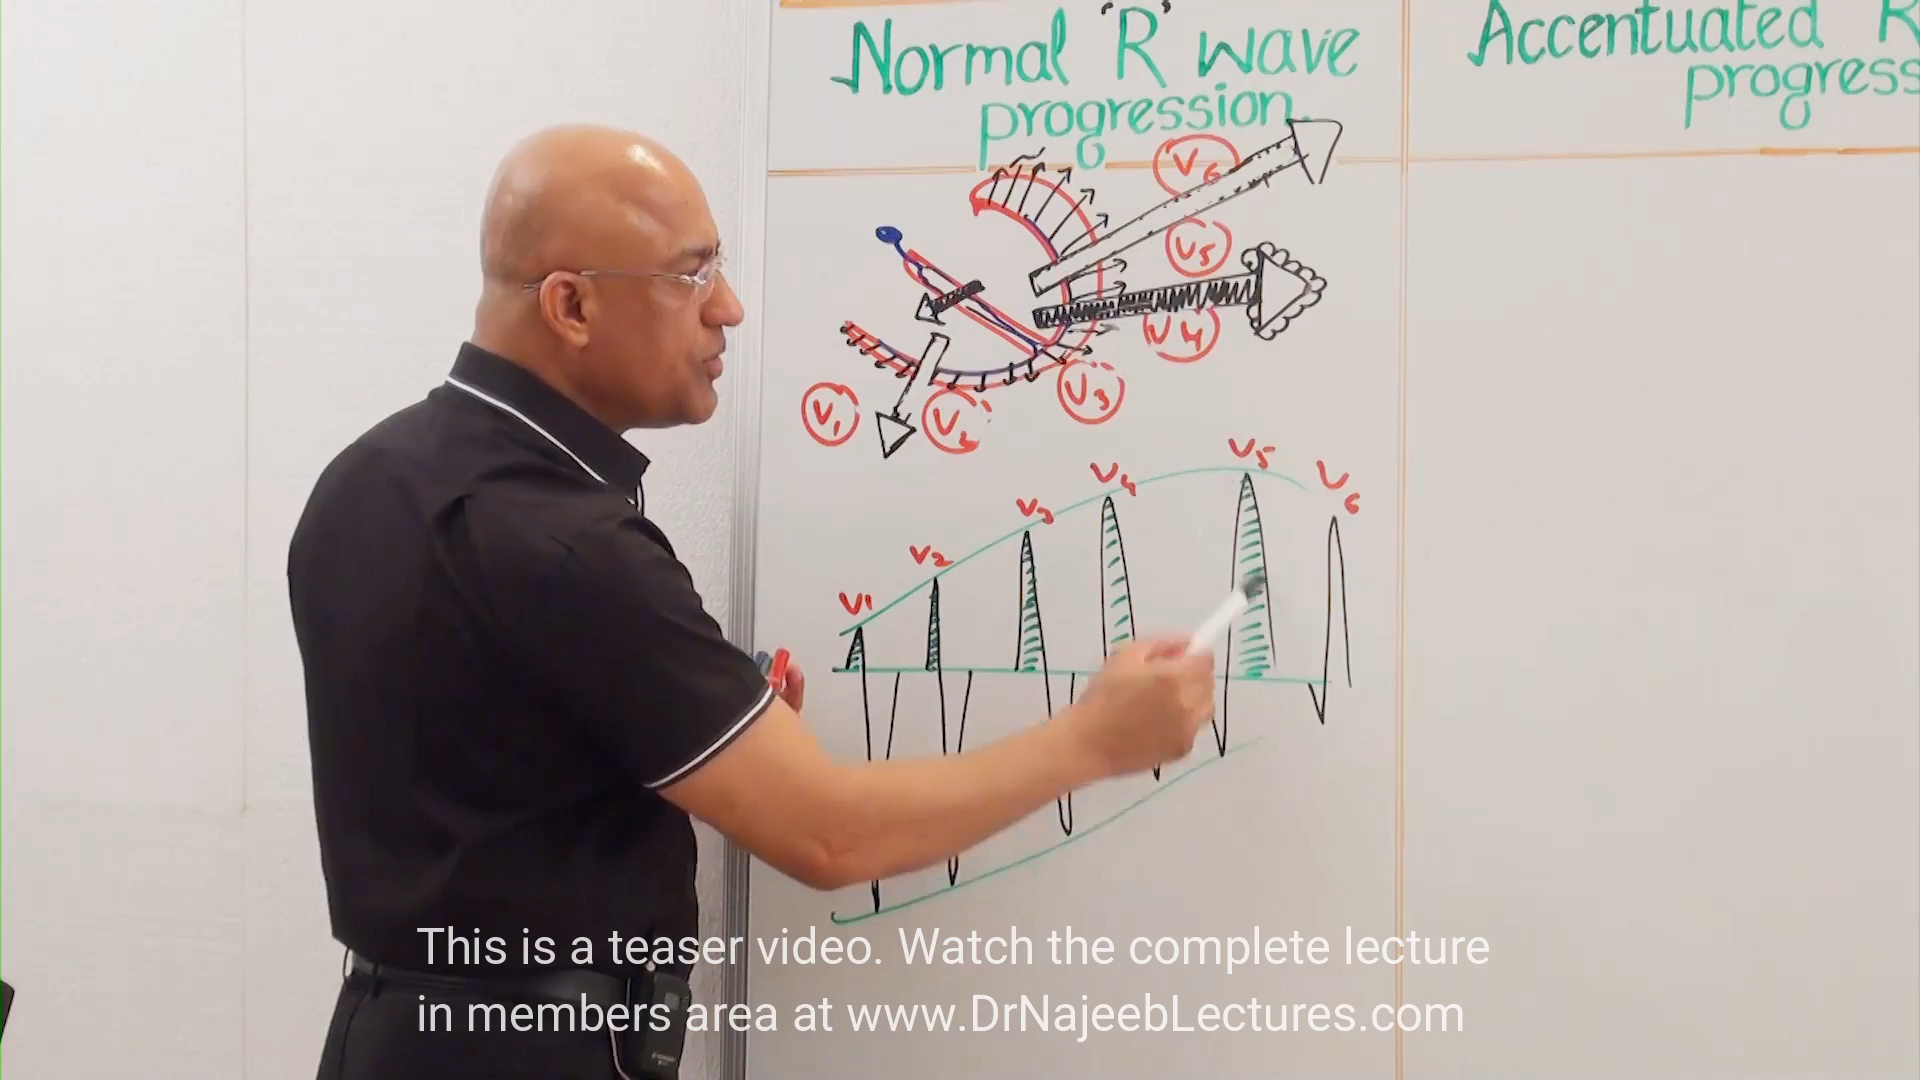 Normal 'R' wave
progression
Accentuated R
progress
V6
V5
V4
V3
V1
V2
V1
V2
V3
V4
V5
V6
This is a teaser video. Watch the complete lecture
in members area at www.DrNajeebLectures.com